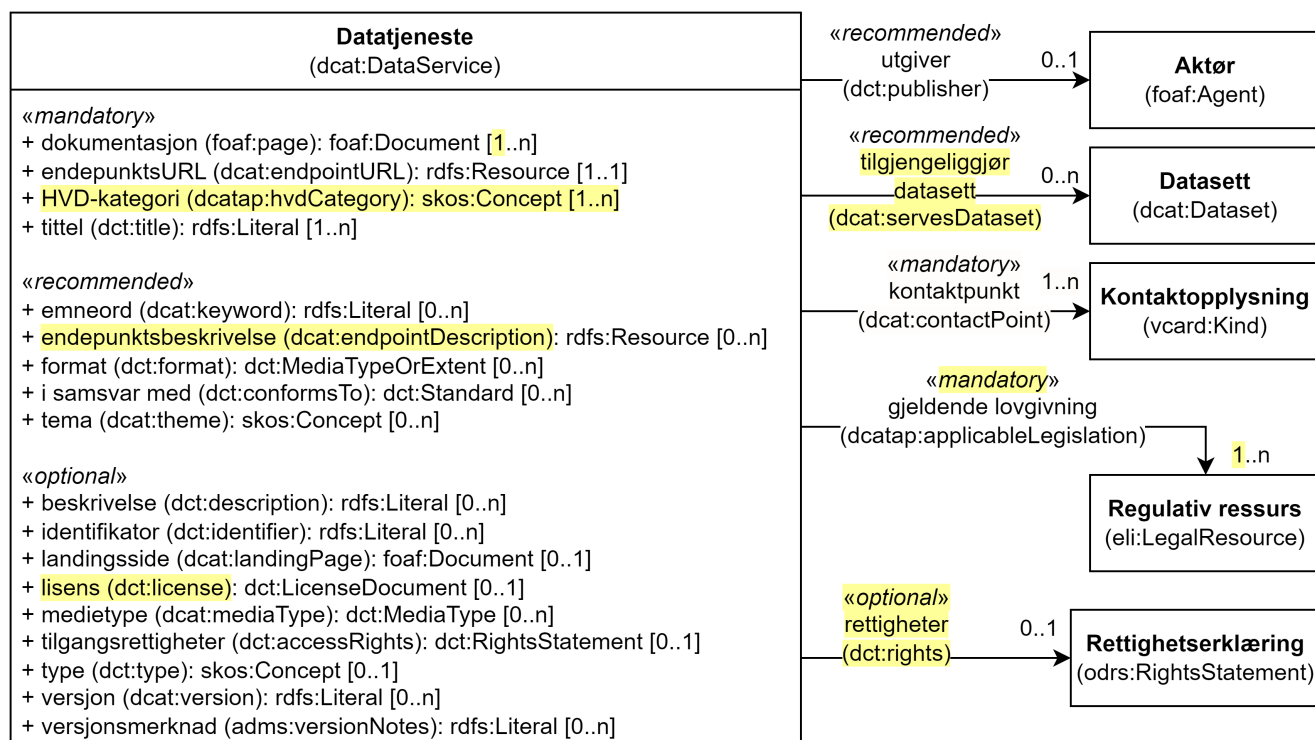 Datatjeneste
(dcat:DataService)
«mandatory»
+ dokumentasjon (foaf:page): foaf:Document [1..n]
+ endepunktsURL (dcat:endpointURL): rdfs:Resource [1..1]
+ HVD-kategori (dcatap:hvdCategory): skos:Concept [1..n]
+ tittel (dct:title): rdfs:Literal [1..n]
«recommended»
+ emneord (dcat:keyword): rdfs:Literal [0..n]
+ endepunktsbeskrivelse (dcat:endpointDescription): rdfs:Resource [0..n]
+ format (dct:format): dct:MediaTypeOrExtent [0..n]
+ i samsvar med (dct:conformsTo): dct:Standard [0..n]
+ tema (dcat:theme): skos:Concept [0..n]
«optional»
+ beskrivelse (dct:description): rdfs:Literal [0..n]
+ identifikator (dct:identifier): rdfs:Literal [0..n]
+ landingsside (dcat:landingPage): foaf:Document [0..1]
+ lisens (dct:license): dct:LicenseDocument [0..1]
+ medietype (dcat:mediaType): dct:MediaType [0..n]
+ tilgangsrettigheter (dct:accessRights): dct:RightsStatement [0..1]
+ type (dct:type): skos:Concept [0..1]
+ versjon (dcat:version): rdfs:Literal [0..n]
+ versjonsmerknad (adms:versionNotes): rdfs:Literal [0..n]
«recommended»
utgiver
(dct:publisher)
0..1
Aktør
(foaf:Agent)
«recommended»
tilgjengeliggjør
datasett
(dcat:servesDataset)
0..n
Datasett
(dcat:Dataset)
«mandatory»
kontaktpunkt
(dcat:contactPoint)
1..n
Kontaktopplysning
(vcard:Kind)
«mandatory»
gjeldende lovgivning
(dcatap:applicableLegislation)
1..n
Regulativ ressurs
(eli:LegalResource)
«optional»
rettigheter
(dct:rights)
0..1
Rettighetserklæring
(odrs:RightsStatement)